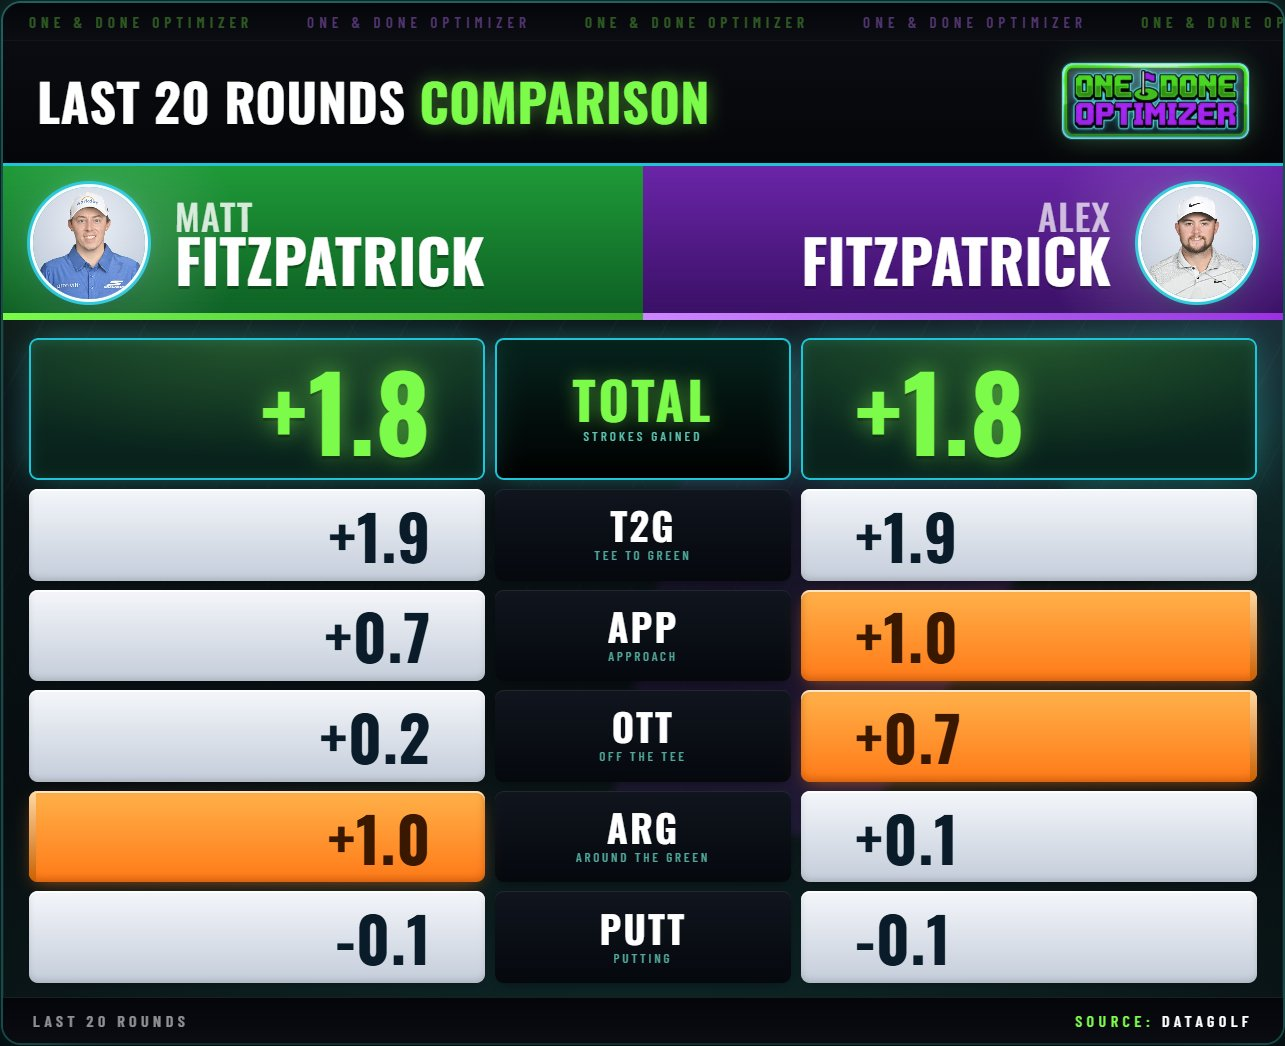 ONE & DONE OPTIMIZER ONE & DONE OPTIMIZER ONE & DONE OPTIMIZER ONE & DONE OPTIMIZER ONE & DONE OP
LAST 20 ROUNDS COMPARISON
ONE DONE
OPTIMIZER
MATT
FITZPATRICK
ALEX
FITZPATRICK
+1.8 TOTAL +1.8
STROKES GAINED
+1.9 T2G +1.9
TEE TO GREEN
+0.7 APP +1.0
APPROACH
+0.2 OTT +0.7
OFF THE TEE
+1.0 ARG +0.1
AROUND THE GREEN
-0.1 PUTT -0.1
PUTTING
LAST 20 ROUNDS SOURCE: DATAGOLF